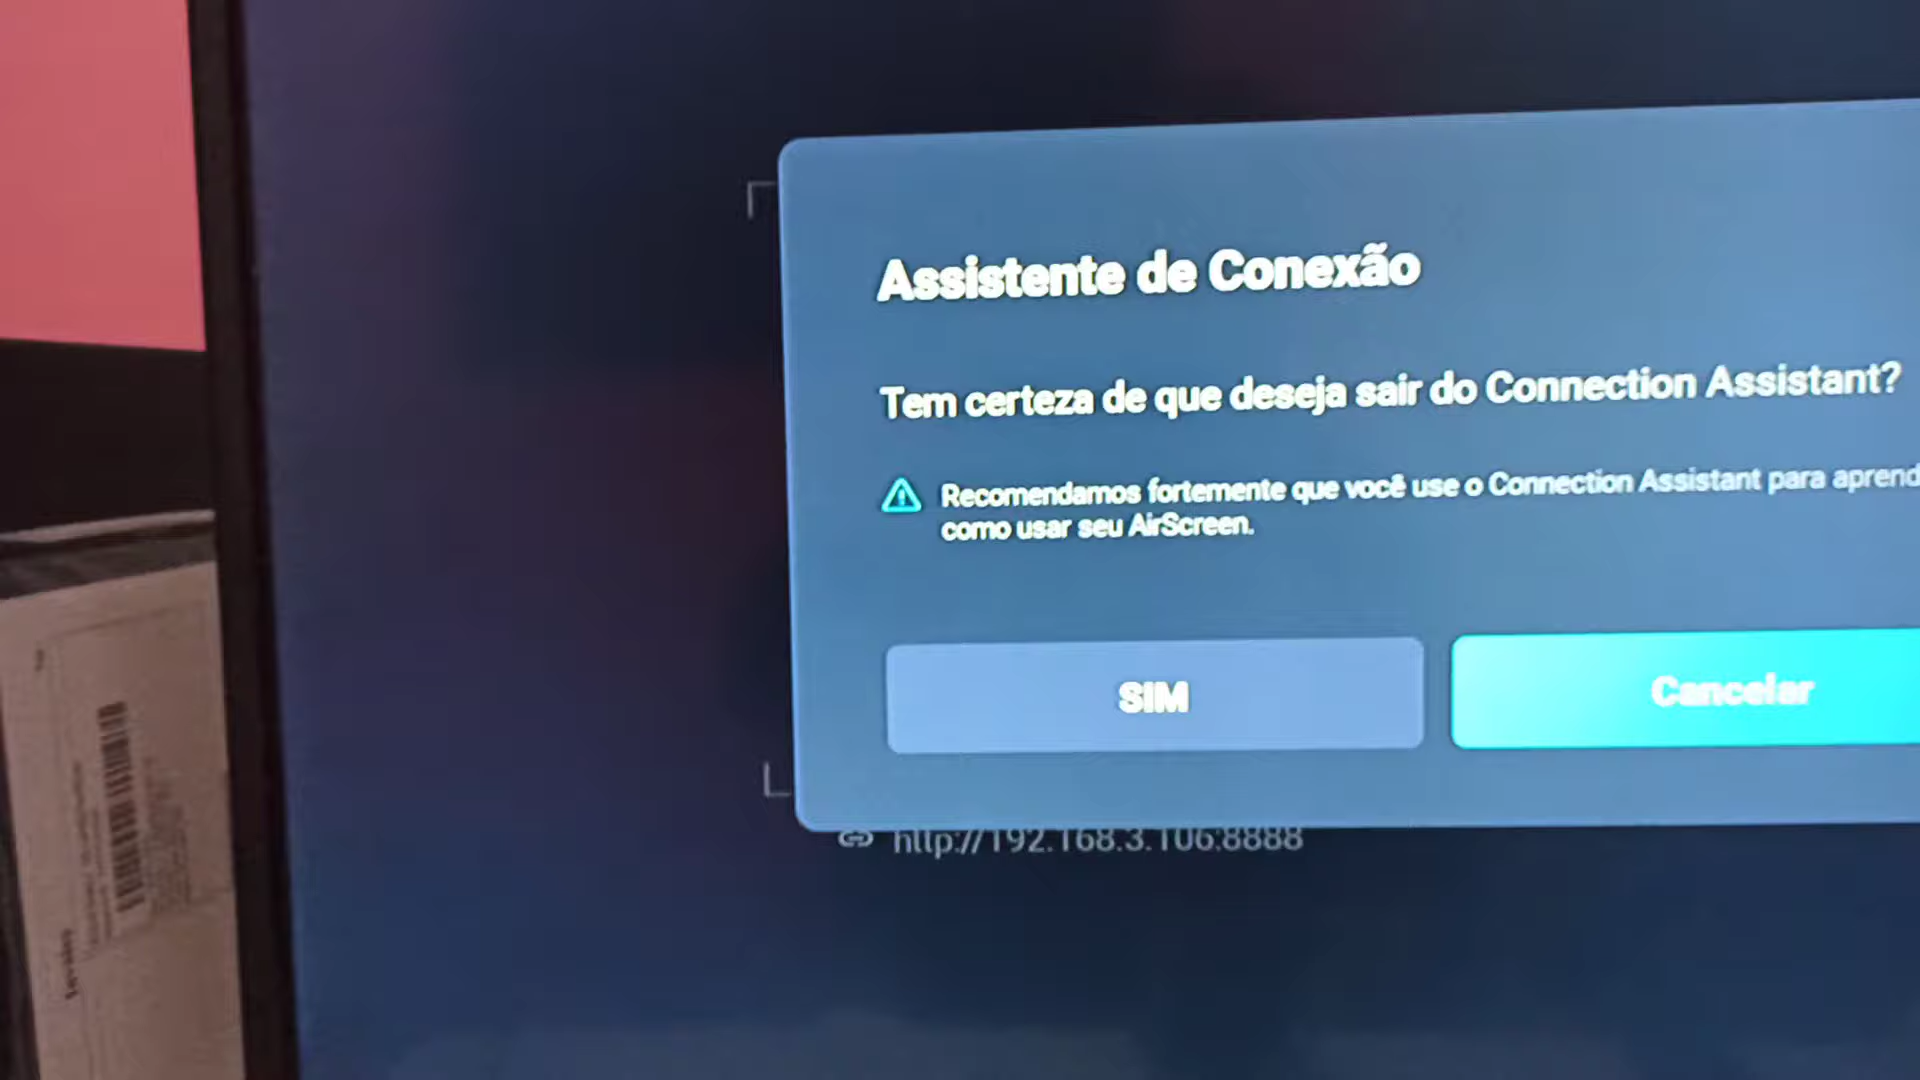 Assistente de Conexão
Tem certeza de que deseja sair do Connection Assistant?
Recomendamos fortemente que você use o Connection Assistant para aprend
como usar seu AirScreen.
SIM
Cancelar
http://192.168.3.106:8888